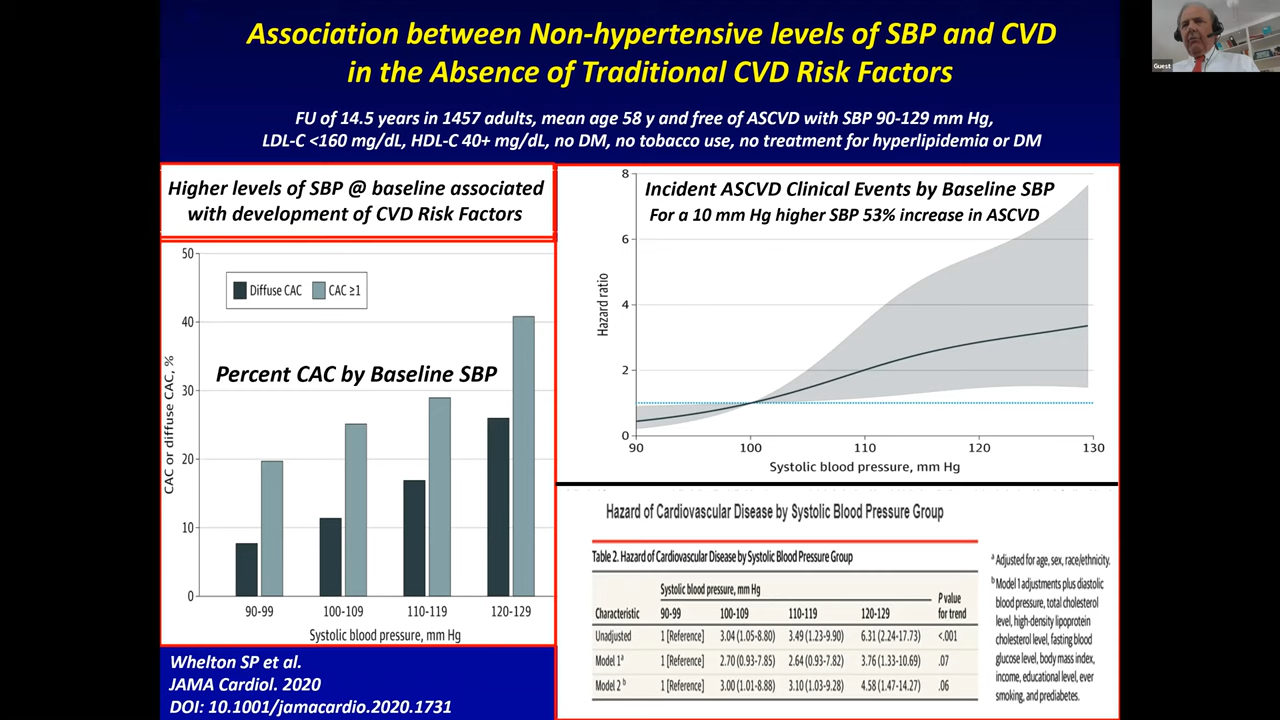 Association between Non-hypertensive levels of SBP and CVD
in the Absence of Traditional CVD Risk Factors
Guest
FU of 14.5 years in 1457 adults, mean age 58 y and free of ASCVD with SBP 90-129 mm Hg,
LDL-C <160 mg/dL, HDL-C 40+ mg/dL, no DM, no tobacco use, no treatment for hyperlipidemia or DM
Higher levels of SBP @ baseline associated
with development of CVD Risk Factors
50
40
30
20
10
0
CAC or diffuse CAC, %
Diffuse CAC
CAC ≥1
Percent CAC by Baseline SBP
90-99
100-109
110-119
120-129
Systolic blood pressure, mm Hg
Whelton SP et al.
JAMA Cardiol. 2020
DOI: 10.1001/jamacardio.2020.1731
Incident ASCVD Clinical Events by Baseline SBP
For a 10 mm Hg higher SBP 53% increase in ASCVD
8
6
4
2
0
Hazard ratio
90
100
110
120
130
Systolic blood pressure, mm Hg
Hazard of Cardiovascular Disease by Systolic Blood Pressure Group
Table 2. Hazard of Cardiovascular Disease by Systolic Blood Pressure Group
Systolic blood pressure, mm Hg
Characteristic 90-99 100-109 110-119 120-129 P value for trend
Unadjusted 1 [Reference] 3.04 (1.05-8.80) 3.49 (1.23-9.90) 6.31 (2.24-17.73) <.001
Model 1a 1 [Reference] 2.70 (0.93-7.85) 2.64 (0.93-7.82) 3.76 (1.33-10.69) .07
Model 2 b 1 [Reference] 3.00 (1.01-8.88) 3.10 (1.03-9.28) 4.58 (1.47-14.27) .06
a Adjusted for age, sex, race/ethnicity.
b Model 1 adjustments plus diastolic
blood pressure, total cholesterol
level, high-density lipoprotein
cholesterol level, fasting blood
glucose level, body mass index,
income, educational level, ever
smoking, and prediabetes.